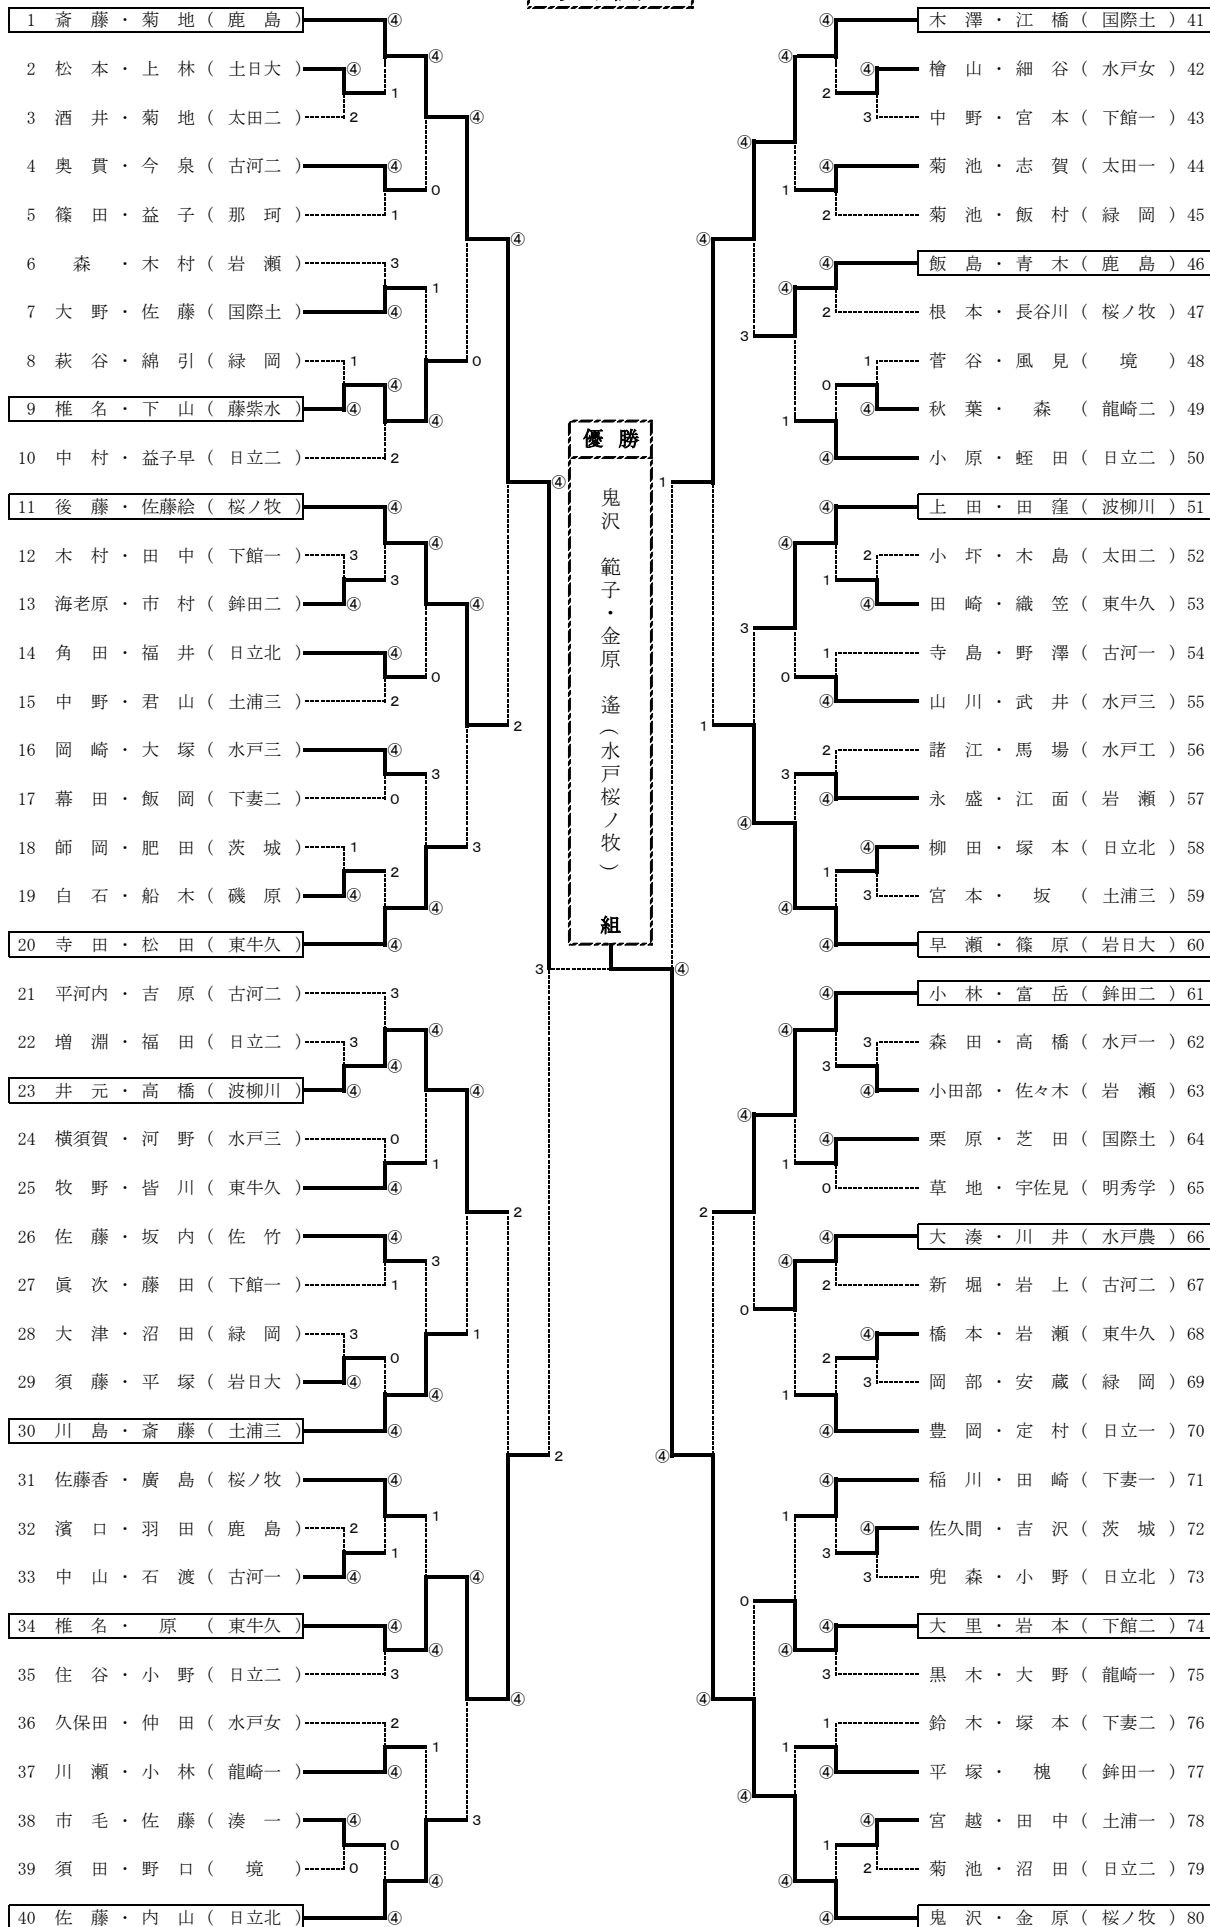 1 斎藤・菊地（鹿島）
2 松本・上林（土日大）
3 酒井・菊地（太田二）
4 奥貫・今泉（古河二）
5 篠田・益子（那珂）
6 森・木村（岩瀬）
7 大野・佐藤（国際土）
8 萩谷・綿引（緑岡）
9 椎名・下山（藤紫水）
10 中村・益子早（日立二）
11 後藤・佐藤絵（桜ノ牧）
12 木村・田中（下館一）
13 海老原・市村（鉾田二）
14 角田・福井（日立北）
15 中野・君山（土浦三）
16 岡崎・大塚（水戸三）
17 幕田・飯岡（下妻二）
18 師岡・肥田（茨城）
19 白石・船木（磯原）
20 寺田・松田（東牛久）
21 平河内・吉原（古河二）
22 増淵・福田（日立二）
23 井元・高橋（波柳川）
24 横須賀・河野（水戸三）
25 牧野・皆川（東牛久）
26 佐藤・坂内（佐竹）
27 眞次・藤田（下館一）
28 大津・沼田（緑岡）
29 須藤・平塚（岩日大）
30 川島・斎藤（土浦三）
31 佐藤香・廣島（桜ノ牧）
32 濱口・羽田（鹿島）
33 中山・石渡（古河一）
34 椎名・原（東牛久）
35 住谷・小野（日立二）
36 久保田・仲田（水戸女）
37 川瀬・小林（龍崎一）
38 市毛・佐藤（湊一）
39 須田・野口（境）
40 佐藤・内山（日立北）
優勝
鬼沢 範子・金原 遙（水戸桜ノ牧）
組
木澤・江橋（国際土）41
檜山・細谷（水戸女）42
中野・宮本（下館一）43
菊池・志賀（太田一）44
菊池・飯村（緑岡）45
飯島・青木（鹿島）46
根本・長谷川（桜ノ牧）47
菅谷・風見（境）48
秋葉・森（龍崎二）49
小原・蛭田（日立二）50
上田・田窪（波柳川）51
小坏・木島（太田二）52
田崎・織笠（東牛久）53
寺島・野澤（古河一）54
山川・武井（水戸三）55
諸江・馬場（水戸工）56
永盛・江面（岩瀬）57
柳田・塚本（日立北）58
宮本・坂（土浦三）59
早瀬・篠原（岩日大）60
小林・富岳（鉾田二）61
森田・高橋（水戸一）62
小田部・佐々木（岩瀬）63
栗原・芝田（国際土）64
草地・宇佐見（明秀学）65
大湊・川井（水戸農）66
新堀・岩上（古河二）67
橋本・岩瀬（東牛久）68
岡部・安蔵（緑岡）69
豊岡・定村（日立一）70
稲川・田崎（下妻一）71
佐久間・吉沢（茨城）72
兜森・小野（日立北）73
大里・岩本（下館二）74
黒木・大野（龍崎一）75
鈴木・塚本（下妻二）76
平塚・槐（鉾田一）77
宮越・田中（土浦一）78
菊池・沼田（日立二）79
鬼沢・金原（桜ノ牧）80